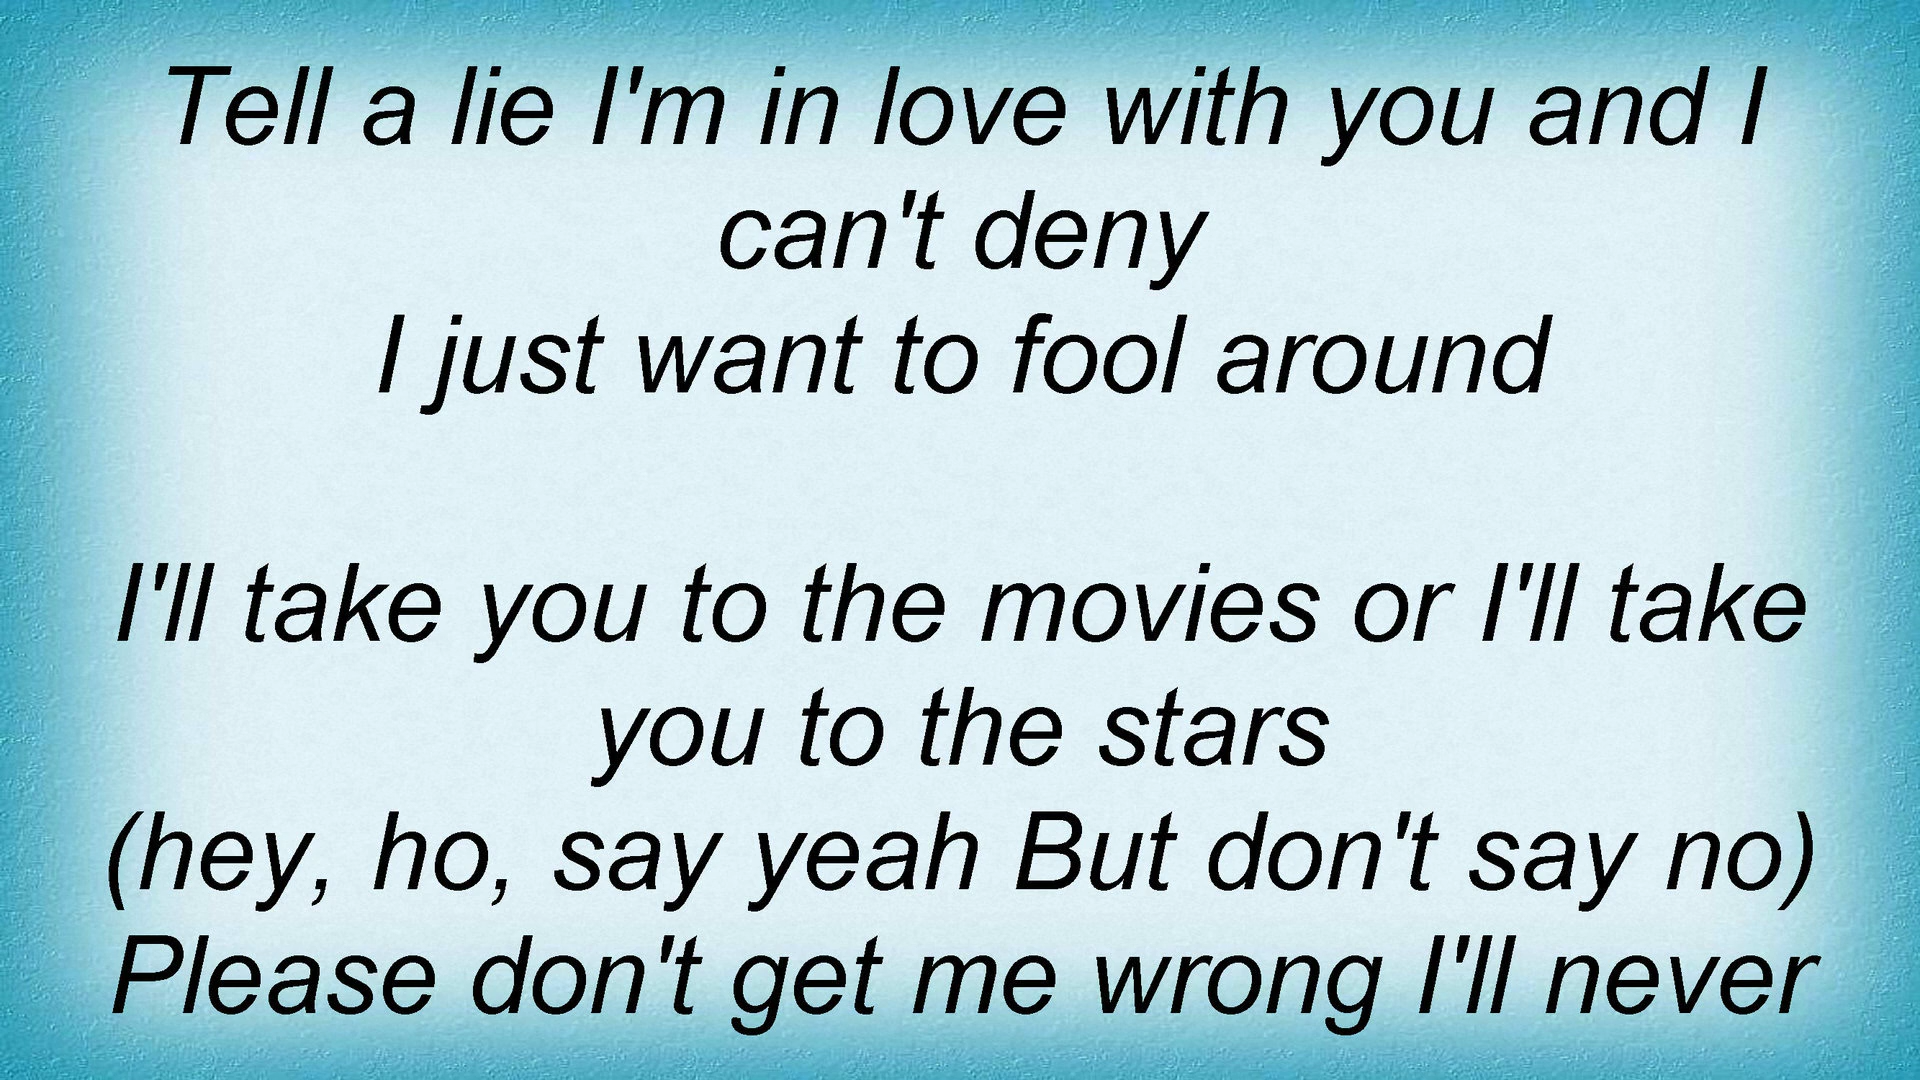 Tell a lie I'm in love with you and I
can't deny
I just want to fool around
I'll take you to the movies or I'll take
you to the stars
(hey, ho, say yeah But don't say no)
Please don't get me wrong I'll never